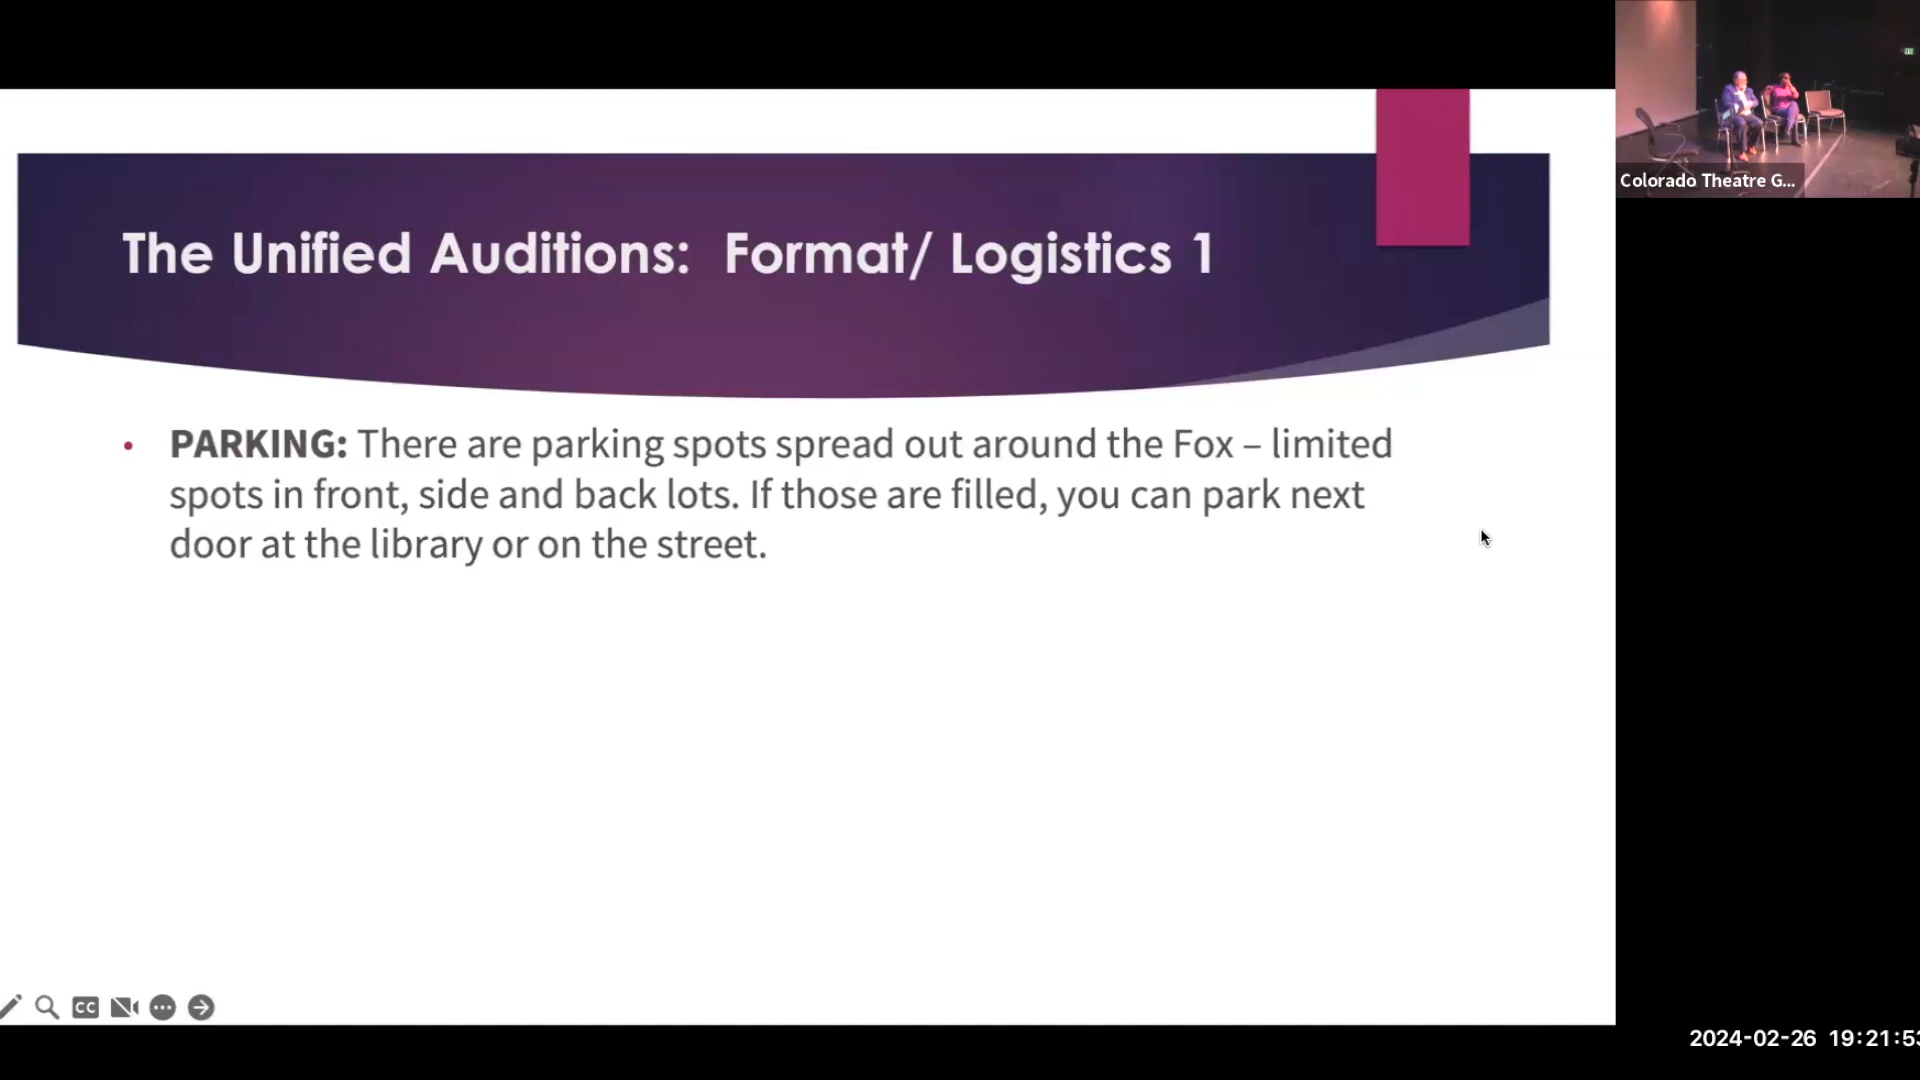 The Unified Auditions: Format/ Logistics 1
• PARKING: There are parking spots spread out around the Fox – limited
spots in front, side and back lots. If those are filled, you can park next
door at the library or on the street.
Colorado Theatre G...
CC
2024-02-26 19:21:53